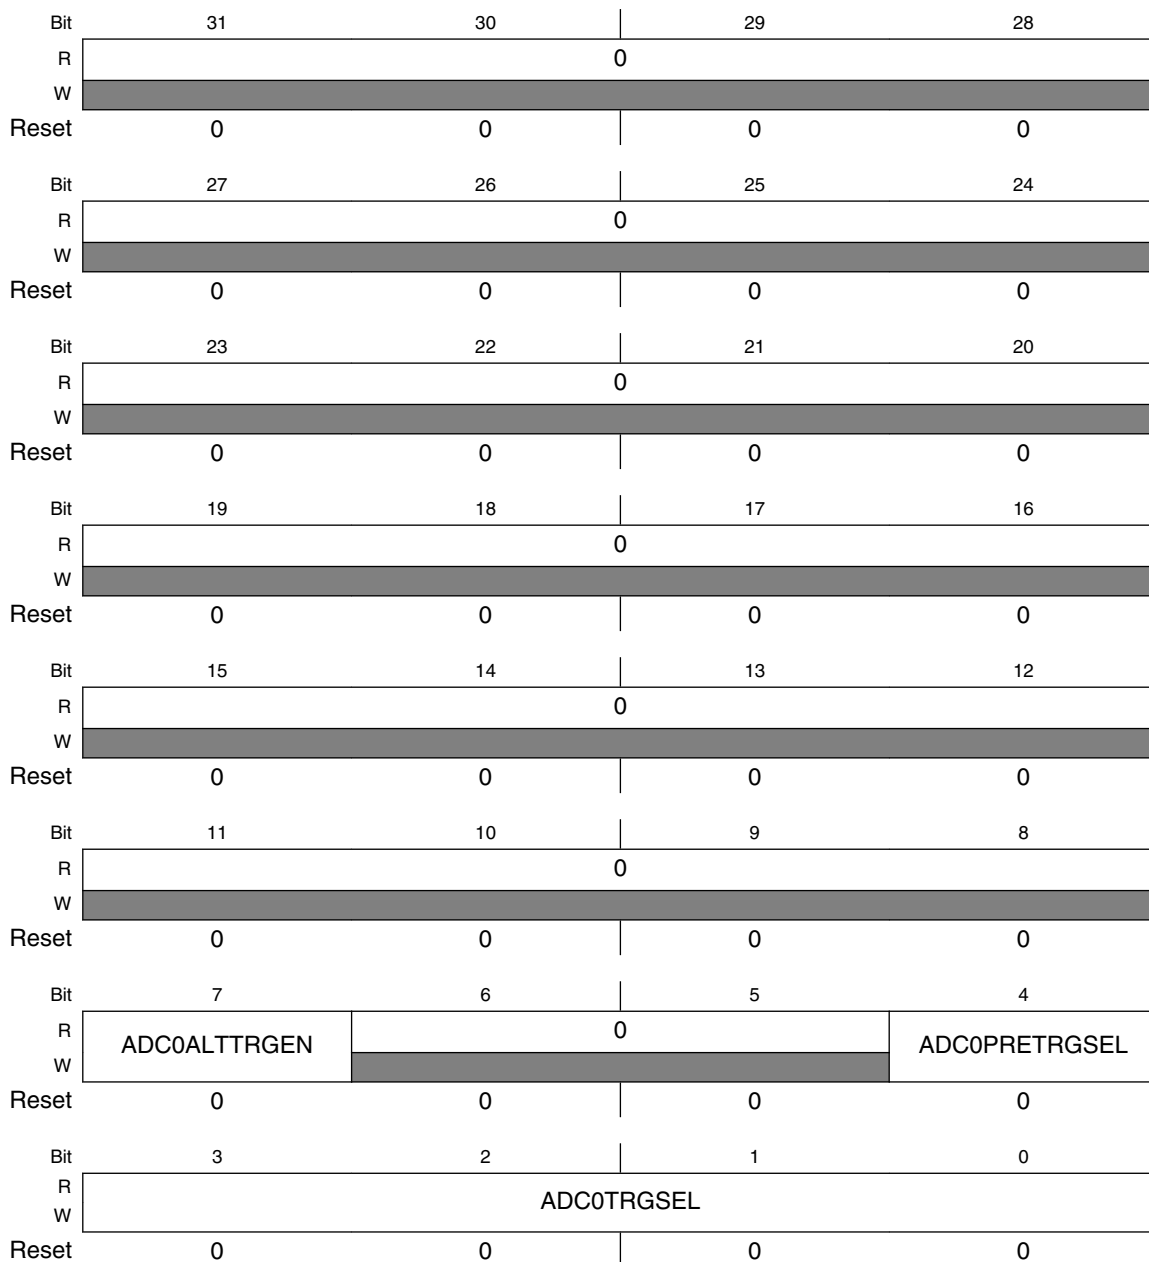 Bit 31 30 29 28
R 0
W
Reset 0 0 0 0
Bit 27 26 25 24
R 0
W
Reset 0 0 0 0
Bit 23 22 21 20
R 0
W
Reset 0 0 0 0
Bit 19 18 17 16
R 0
W
Reset 0 0 0 0
Bit 15 14 13 12
R 0
W
Reset 0 0 0 0
Bit 11 10 9 8
R 0
W
Reset 0 0 0 0
Bit 7 6 5 4
R ADC0ALTTRGEN 0 ADC0PRETRGSEL
W
Reset 0 0 0 0
Bit 3 2 1 0
R ADC0TRGSEL
W
Reset 0 0 0 0